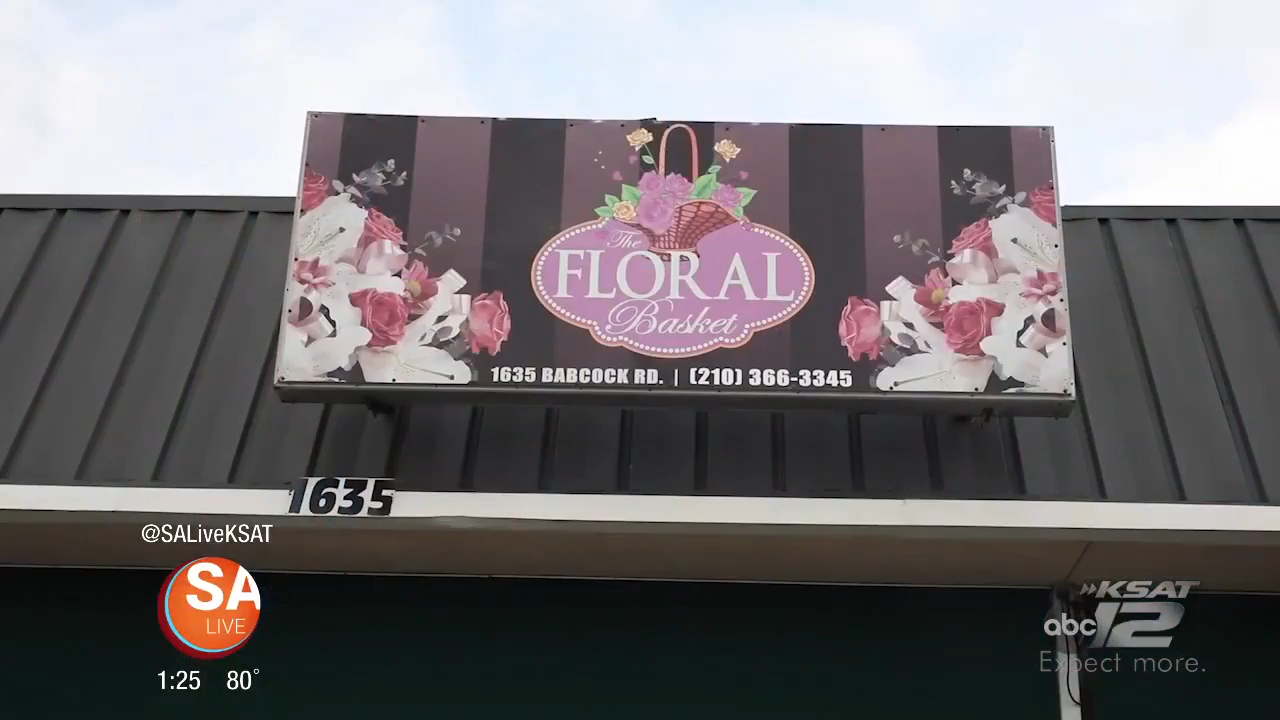 The
FLORAL
Basket
1635 BABCOCK RD. | (210) 366-3345
1635
@SALiveKSAT
SA
LIVE
1:25 80°
KSAT
abc 12
Expect more.